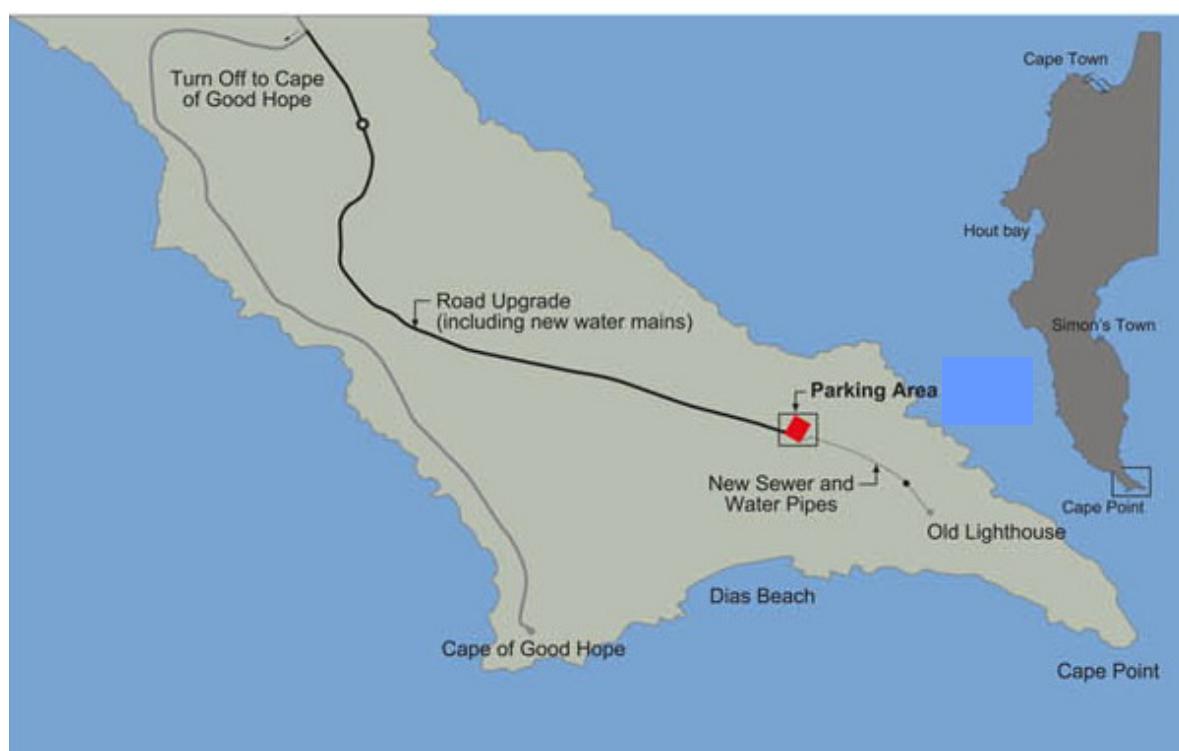 Turn Off to Cape
of Good Hope
Road Upgrade
(including new water mains)
Parking Area
New Sewer and
Water Pipes
Old Lighthouse
Dias Beach
Cape of Good Hope
Cape Point
Cape Town
Hout bay
Simon's Town
Cape Point